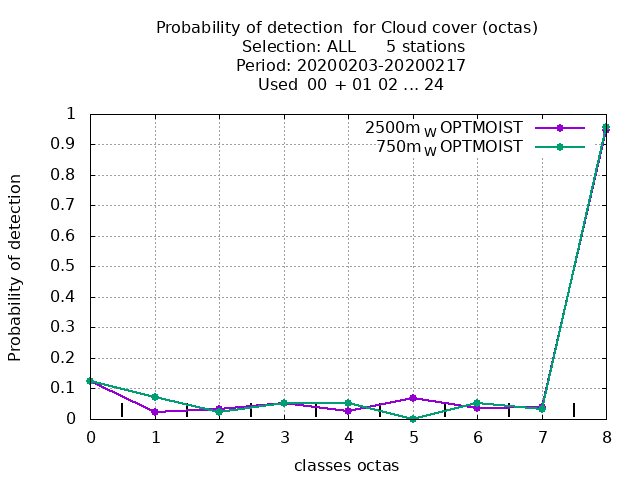 Probability of detection  for Cloud cover (octas)
Selection: ALL      5 stations
Period: 20200203-20200217
Used  00  + 01 02 ... 24
2500m W OPTMOIST
750m W OPTMOIST
Probability of detection
1
0.9
0.8
0.7
0.6
0.5
0.4
0.3
0.2
0.1
0
0 1 2 3 4 5 6 7 8
classes octas